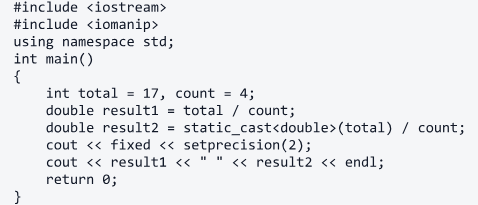 #include <iostream>
#include <iomanip>
using namespace std;
int main()
{
    int total = 17, count = 4;
    double result1 = total / count;
    double result2 = static_cast<double>(total) / count;
    cout << fixed << setprecision(2);
    cout << result1 << " " << result2 << endl;
    return 0;
}